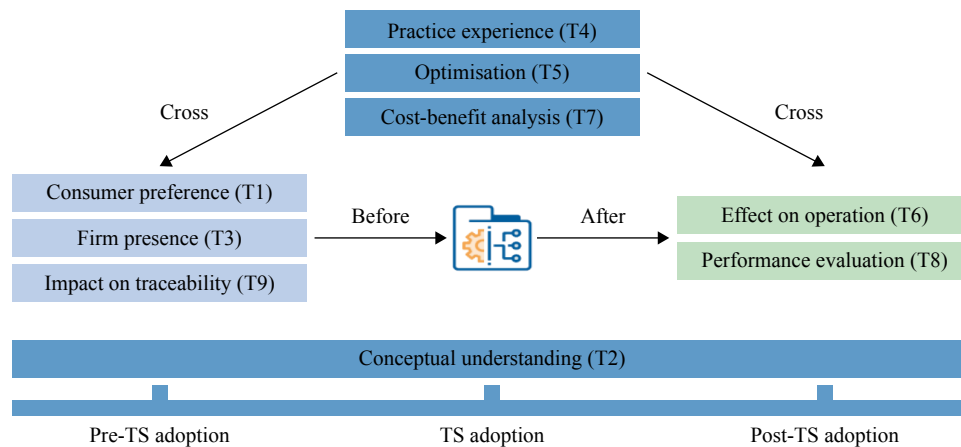 Practice experience (T4)
Optimisation (T5)
Cost-benefit analysis (T7)
Cross
Cross
Consumer preference (T1)
Firm presence (T3)
Impact on traceability (T9)
Before
After
Effect on operation (T6)
Performance evaluation (T8)
Conceptual understanding (T2)
Pre-TS adoption
TS adoption
Post-TS adoption